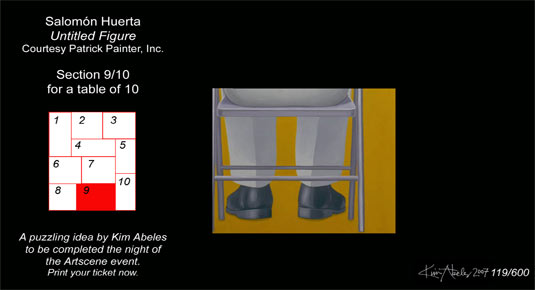 Salomón Huerta
Untitled Figure
Courtesy Patrick Painter, Inc.
Section 9/10
for a table of 10
1 2 3
4 5
6 7
8 9 10
A puzzling idea by Kim Abeles
to be completed the night of
the Artscene event.
Print your ticket now.
Kim Abeles 2007 119/600